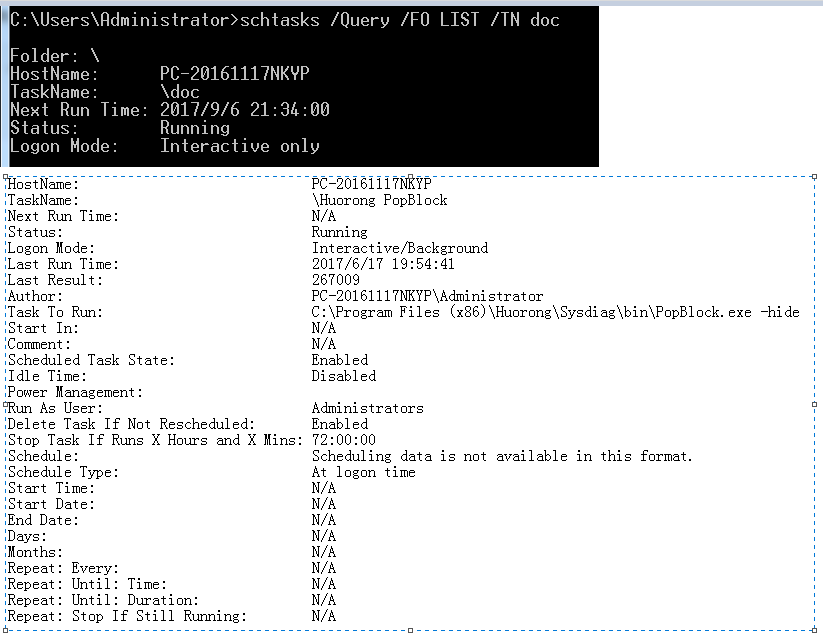 C:\Users\Administrator>schtasks /Query /FO LIST /TN doc
Folder: \
HostName:      PC-20161117NKYP
TaskName:      \doc
Next Run Time: 2017/9/6 21:34:00
Status:        Running
Logon Mode:    Interactive only
HostName:                             PC-20161117NKYP
TaskName:                             \Huorong PopBlock
Next Run Time:                        N/A
Status:                               Running
Logon Mode:                           Interactive/Background
Last Run Time:                        2017/6/17 19:54:41
Last Result:                          267009
Author:                               PC-20161117NKYP\Administrator
Task To Run:                          C:\Program Files (x86)\Huorong\Sysdiag\bin\PopBlock.exe -hide
Start In:                             N/A
Comment:                              N/A
Scheduled Task State:                 Enabled
Idle Time:                            Disabled
Power Management:
Run As User:                          Administrators
Delete Task If Not Rescheduled:       Enabled
Stop Task If Runs X Hours and X Mins: 72:00:00
Schedule:                             Scheduling data is not available in this format.
Schedule Type:                        At logon time
Start Time:                           N/A
Start Date:                           N/A
End Date:                             N/A
Days:                                 N/A
Months:                               N/A
Repeat: Every:                        N/A
Repeat: Until: Time:                  N/A
Repeat: Until: Duration:              N/A
Repeat: Stop If Still Running:        N/A